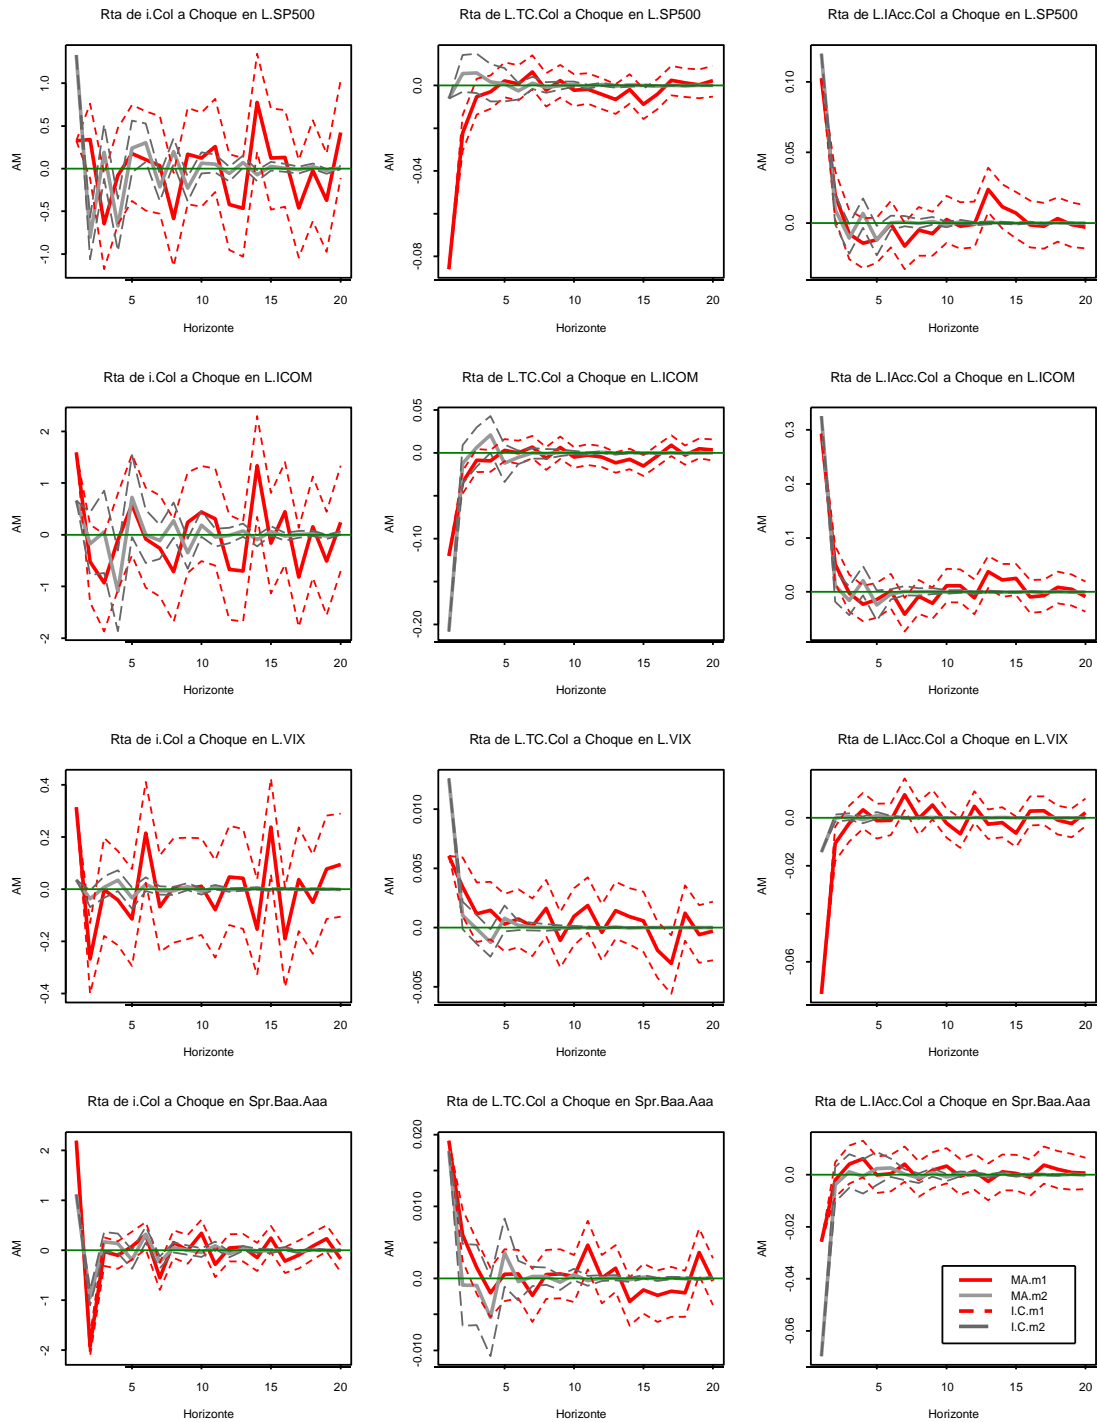 Rta de i.Col a Choque en L.SP500
AM
1.0
0.5
0.0
-0.5
-1.0
5
10
15
20
Horizonte
Rta de L.TC.Col a Choque en L.SP500
AM
0.0
-0.04
-0.08
5
10
15
20
Horizonte
Rta de L.IAcc.Col a Choque en L.SP500
AM
0.10
0.05
0.0
5
10
15
20
Horizonte
Rta de i.Col a Choque en L.ICOM
AM
2
1
0
-1
-2
5
10
15
20
Horizonte
Rta de L.TC.Col a Choque en L.ICOM
AM
0.05
0.0
-0.10
-0.20
5
10
15
20
Horizonte
Rta de L.IAcc.Col a Choque en L.ICOM
AM
0.3
0.2
0.1
0.0
5
10
15
20
Horizonte
Rta de i.Col a Choque en L.VIX
AM
0.4
0.2
0.0
-0.2
-0.4
5
10
15
20
Horizonte
Rta de L.TC.Col a Choque en L.VIX
AM
0.010
0.005
0.0
-0.005
5
10
15
20
Horizonte
Rta de L.IAcc.Col a Choque en L.VIX
AM
0.0
-0.02
-0.06
5
10
15
20
Horizonte
Rta de i.Col a Choque en Spr.Baa.Aaa
AM
2
1
0
-1
-2
5
10
15
20
Horizonte
Rta de L.TC.Col a Choque en Spr.Baa.Aaa
AM
0.020
0.010
0.0
-0.010
5
10
15
20
Horizonte
Rta de L.IAcc.Col a Choque en Spr.Baa.Aaa
AM
0.0
-0.02
-0.04
-0.06
MA.m1
MA.m2
I.C.m1
I.C.m2
5
10
15
20
Horizonte